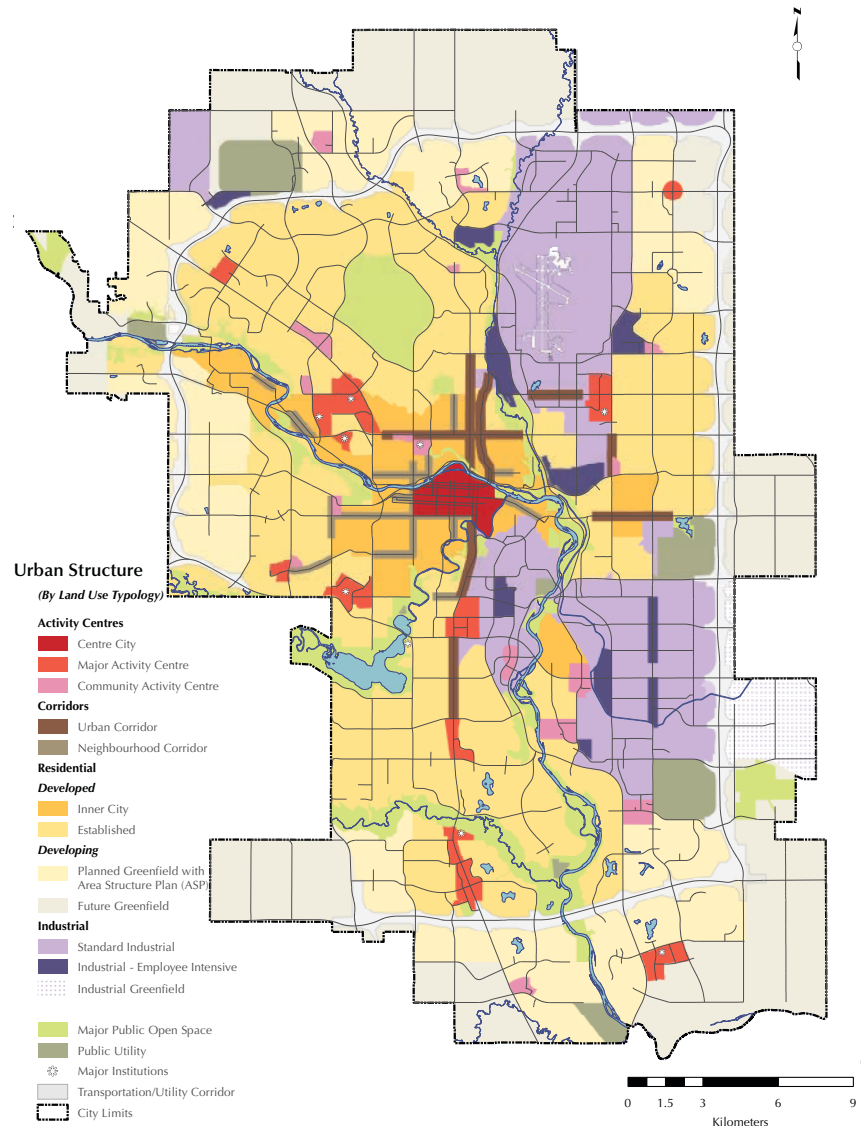 N
Urban Structure
(By Land Use Typology)
Activity Centres
Centre City
Major Activity Centre
Community Activity Centre
Corridors
Urban Corridor
Neighbourhood Corridor
Residential
Developed
Inner City
Established
Developing
Planned Greenfield with
Area Structure Plan (ASP)
Future Greenfield
Industrial
Standard Industrial
Industrial - Employee Intensive
Industrial Greenfield
Major Public Open Space
Public Utility
Major Institutions
Transportation/Utility Corridor
City Limits
0 1.5 3 6 9
Kilometers